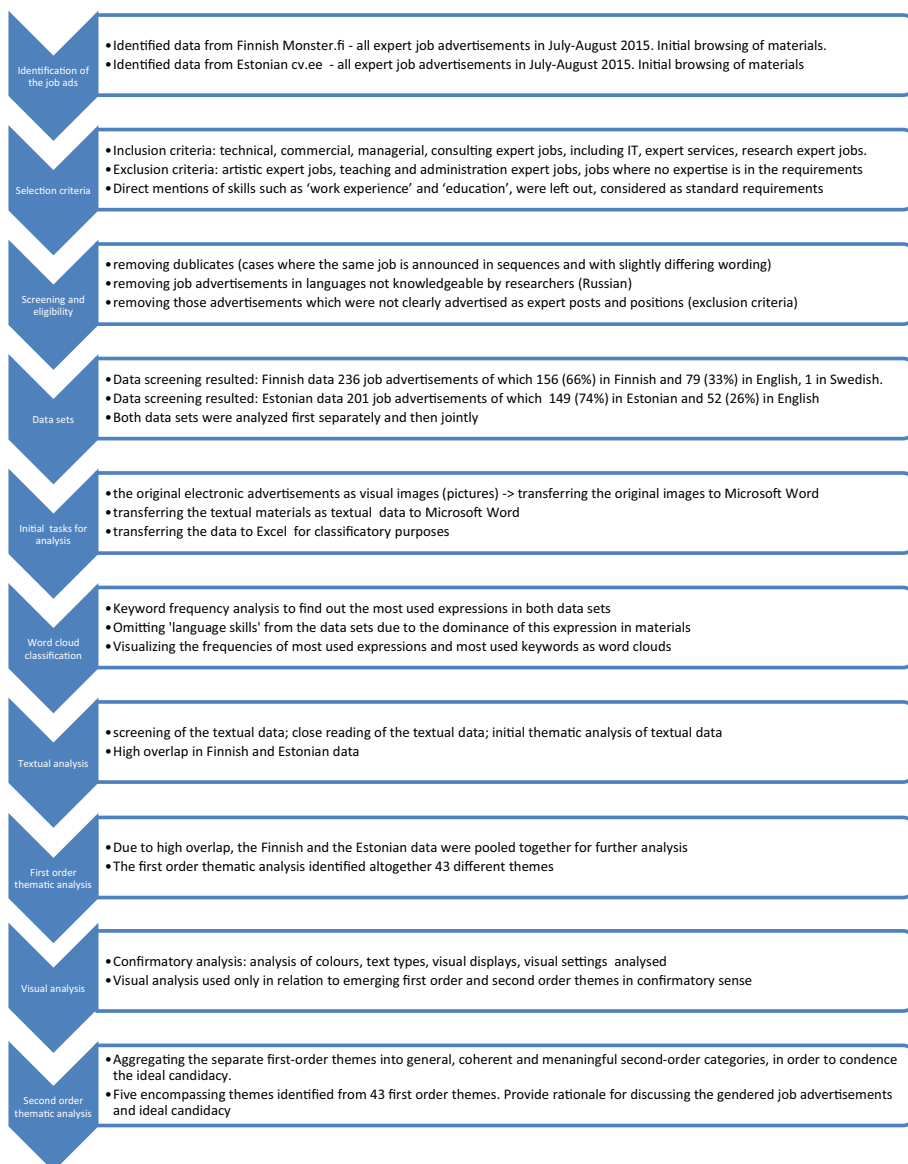 Identification of
the job ads
•Identified data from Finnish Monster.fi - all expert job advertisements in July-August 2015. Initial browsing of materials.
•Identified data from Estonian cv.ee - all expert job advertisements in July-August 2015. Initial browsing of materials
Selection criteria
•Inclusion criteria: technical, commercial, managerial, consulting expert jobs, including IT, expert services, research expert jobs.
•Exclusion criteria: artistic expert jobs, teaching and administration expert jobs, jobs where no expertise is in the requirements
•Direct mentions of skills such as ‘work experience’ and ‘education’, were left out, considered as standard requirements
Screening and
eligibility
•removing dublicates (cases where the same job is announced in sequences and with slightly differing wording)
•removing job advertisements in languages not knowledgeable by researchers (Russian)
•removing those advertisements which were not clearly advertised as expert posts and positions (exclusion criteria)
Data sets
•Data screening resulted: Finnish data 236 job advertisements of which 156 (66%) in Finnish and 79 (33%) in English, 1 in Swedish.
•Data screening resulted: Estonian data 201 job advertisements of which 149 (74%) in Estonian and 52 (26%) in English
•Both data sets were analyzed first separately and then jointly
Initial tasks for
analysis
•the original electronic advertisements as visual images (pictures) -> transferring the original images to Microsoft Word
•transferring the textual materials as textual data to Microsoft Word
•transferring the data to Excel for classificatory purposes
Word cloud
classification
•Keyword frequency analysis to find out the most used expressions in both data sets
•Omitting 'language skills' from the data sets due to the dominance of this expression in materials
•Visualizing the frequencies of most used expressions and most used keywords as word clouds
Textual analysis
•screening of the textual data; close reading of the textual data; initial thematic analysis of textual data
•High overlap in Finnish and Estonian data
First order
thematic analysis
•Due to high overlap, the Finnish and the Estonian data were pooled together for further analysis
•The first order thematic analysis identified altogether 43 different themes
Visual analysis
•Confirmatory analysis: analysis of colours, text types, visual displays, visual settings analysed
•Visual analysis used only in relation to emerging first order and second order themes in confirmatory sense
Second order
thematic analysis
•Aggregating the separate first-order themes into general, coherent and menaningful second-order categories, in order to condence
the ideal candidacy.
•Five encompassing themes identified from 43 first order themes. Provide rationale for discussing the gendered job advertisements
and ideal candidacy